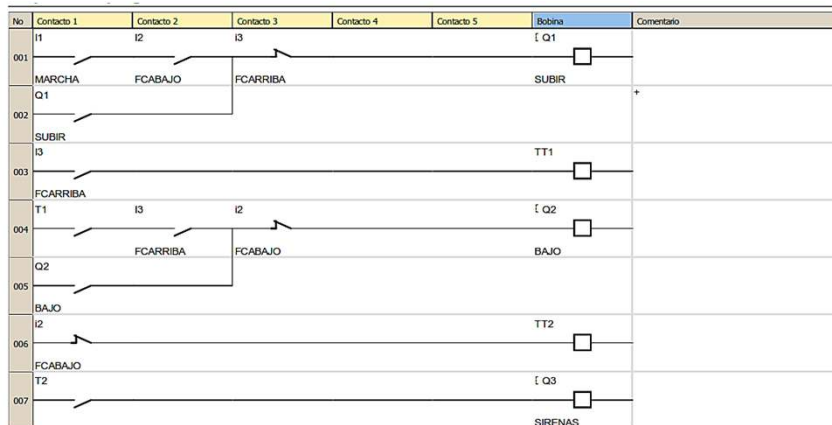 No Contacto 1 Contacto 2 Contacto 3 Contacto 4 Contacto 5 Bobina Comentario
I1 I2 i3 [ Q1
001
MARCHA FCABAJO FCARRIBA SUBIR
Q1 +
002
SUBIR
I3 TT1
003
FCARRIBA
T1 I3 i2 [ Q2
004
FCARRIBA FCABAJO BAJO
Q2
005
BAJO
i2 TT2
006
FCABAJO
T2 [ Q3
007
SIRENAS